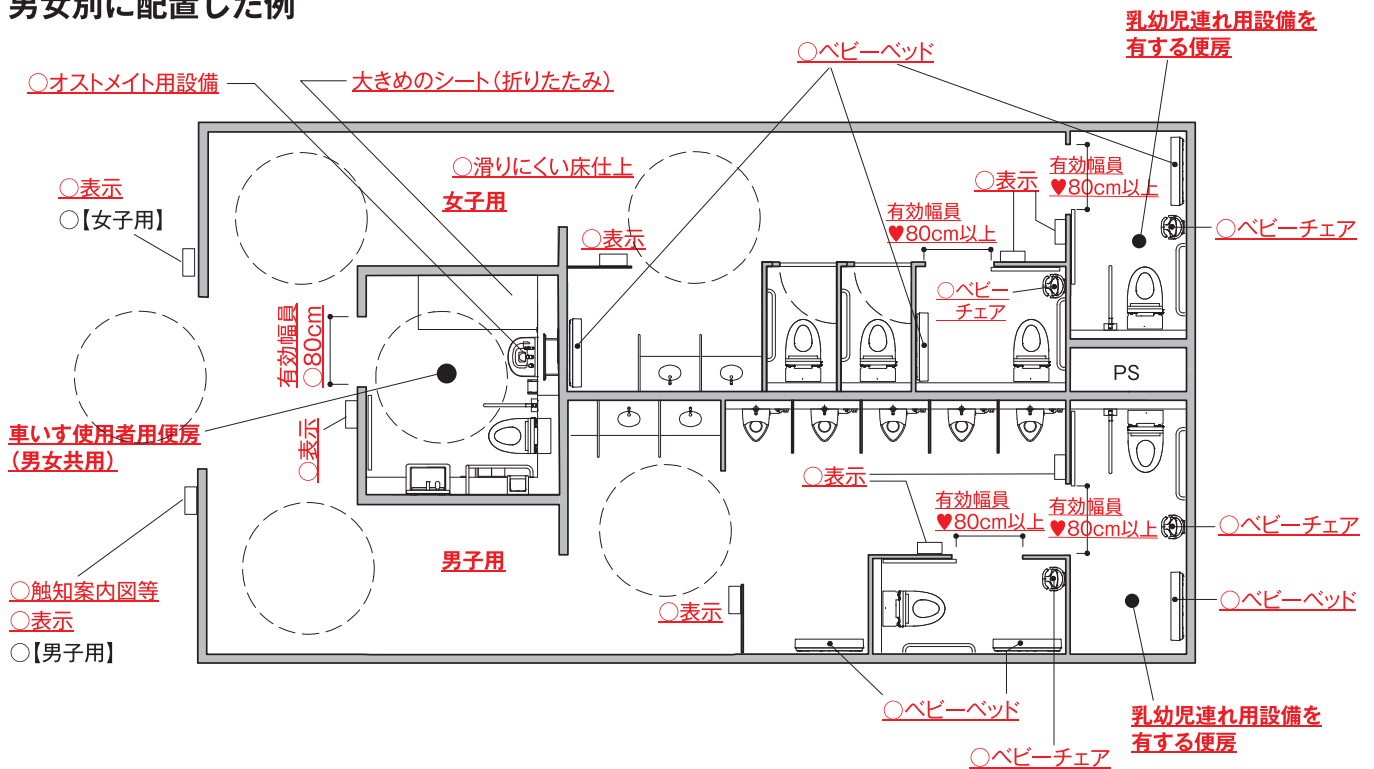 男女別に配置した例
乳幼児連れ用設備を
有する便房
○ベビーベッド
○オストメイト用設備
大きめのシート（折りたたみ）
○滑りにくい床仕上
女子用
○表示
○【女子用】
○表示
有効幅員
♥80cm以上
○表示
有効幅員
♥80cm以上
○ベビーチェア
○ベビー
チェア
有効幅員
○80cm
PS
車いす使用者用便房
（男女共用）
○表示
○表示
有効幅員
♥80cm以上
有効幅員
♥80cm以上
○ベビーチェア
男子用
○触知案内図等
○表示
○【男子用】
○表示
○ベビーベッド
○ベビーベッド
乳幼児連れ用設備を
有する便房
○ベビーチェア